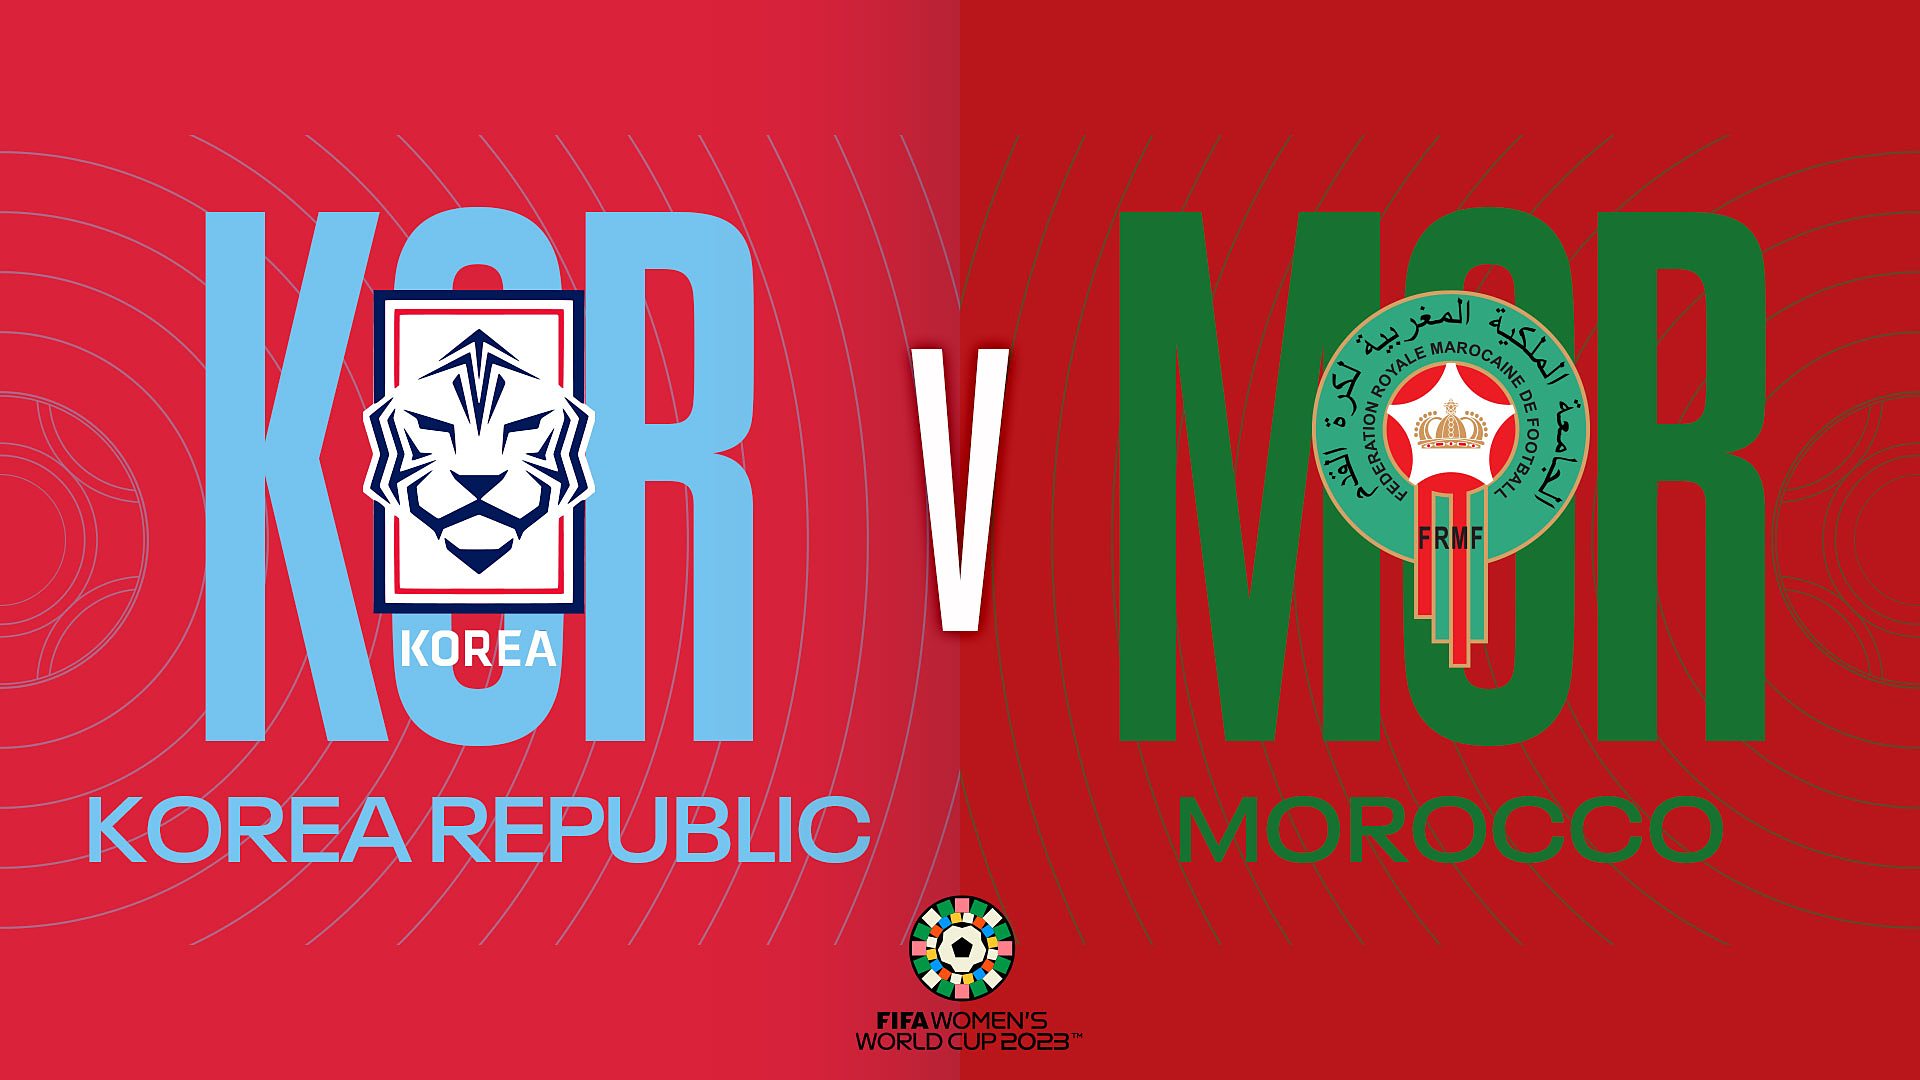 KOR
KOREA
KOREA REPUBLIC
V
MOR
الجامعة الملكية المغربية لكرة القدم
FEDERATION ROYALE MAROCAINE DE FOOTBALL
FRMF
MOROCCO
FIFA WOMEN'S
WORLD CUP 2023™